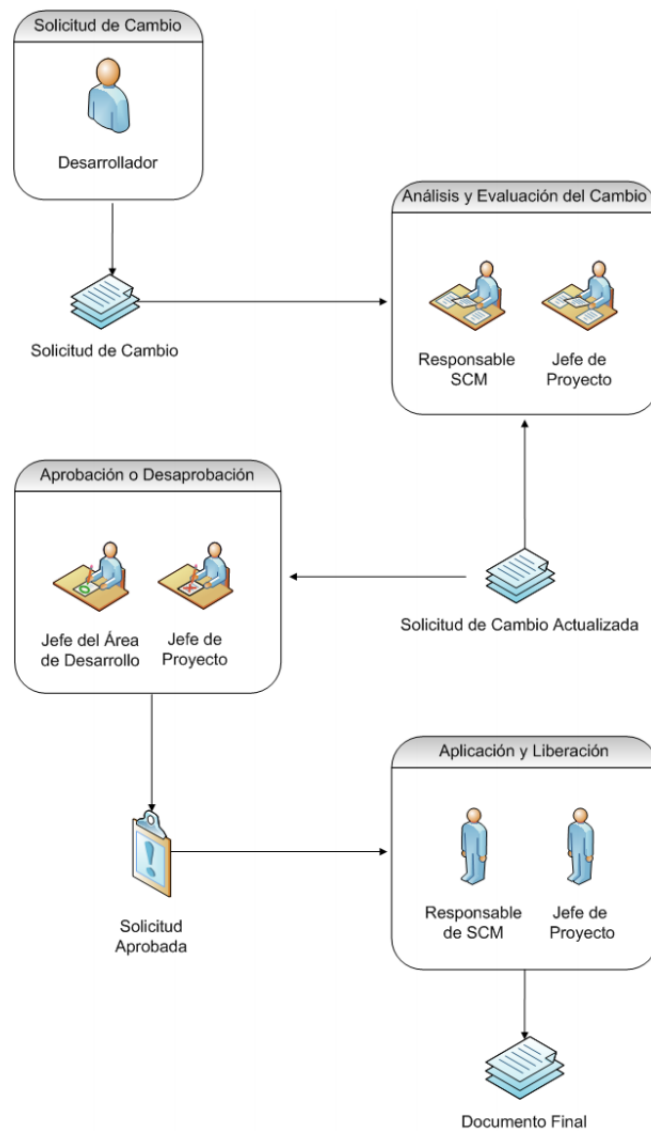 Solicitud de Cambio
Desarrollador
Solicitud de Cambio
Análisis y Evaluación del Cambio
Responsable
SCM
Jefe de
Proyecto
Solicitud de Cambio Actualizada
Aprobación o Desaprobación
Jefe del Área
de Desarrollo
Jefe de
Proyecto
Solicitud
Aprobada
Aplicación y Liberación
Responsable
de SCM
Jefe de
Proyecto
Documento Final